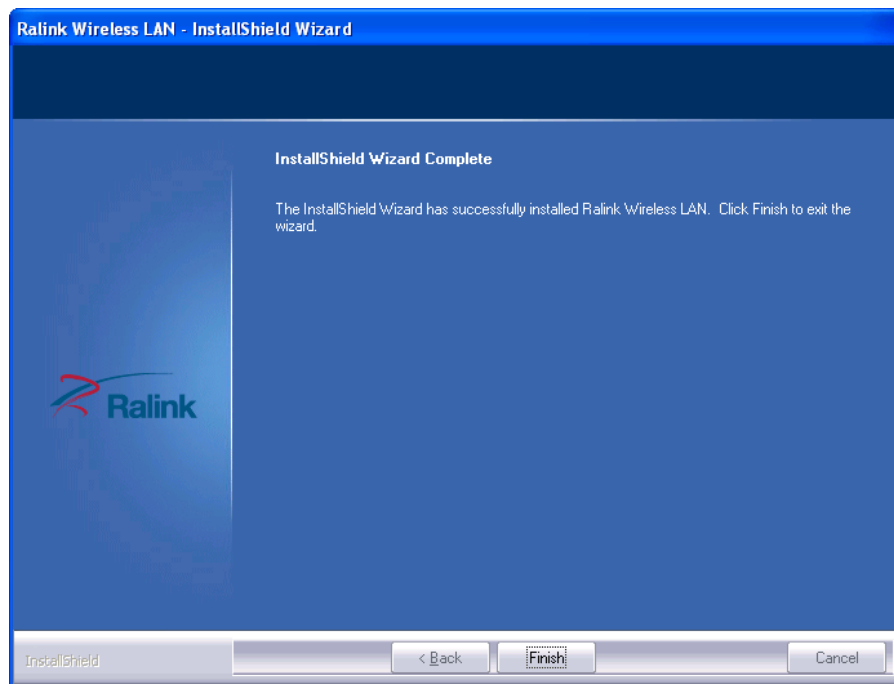 Ralink Wireless LAN - InstallShield Wizard
InstallShield Wizard Complete
The InstallShield Wizard has successfully installed Ralink Wireless LAN.  Click Finish to exit the
wizard.
Ralink
InstallShield
< Back
Finish
Cancel